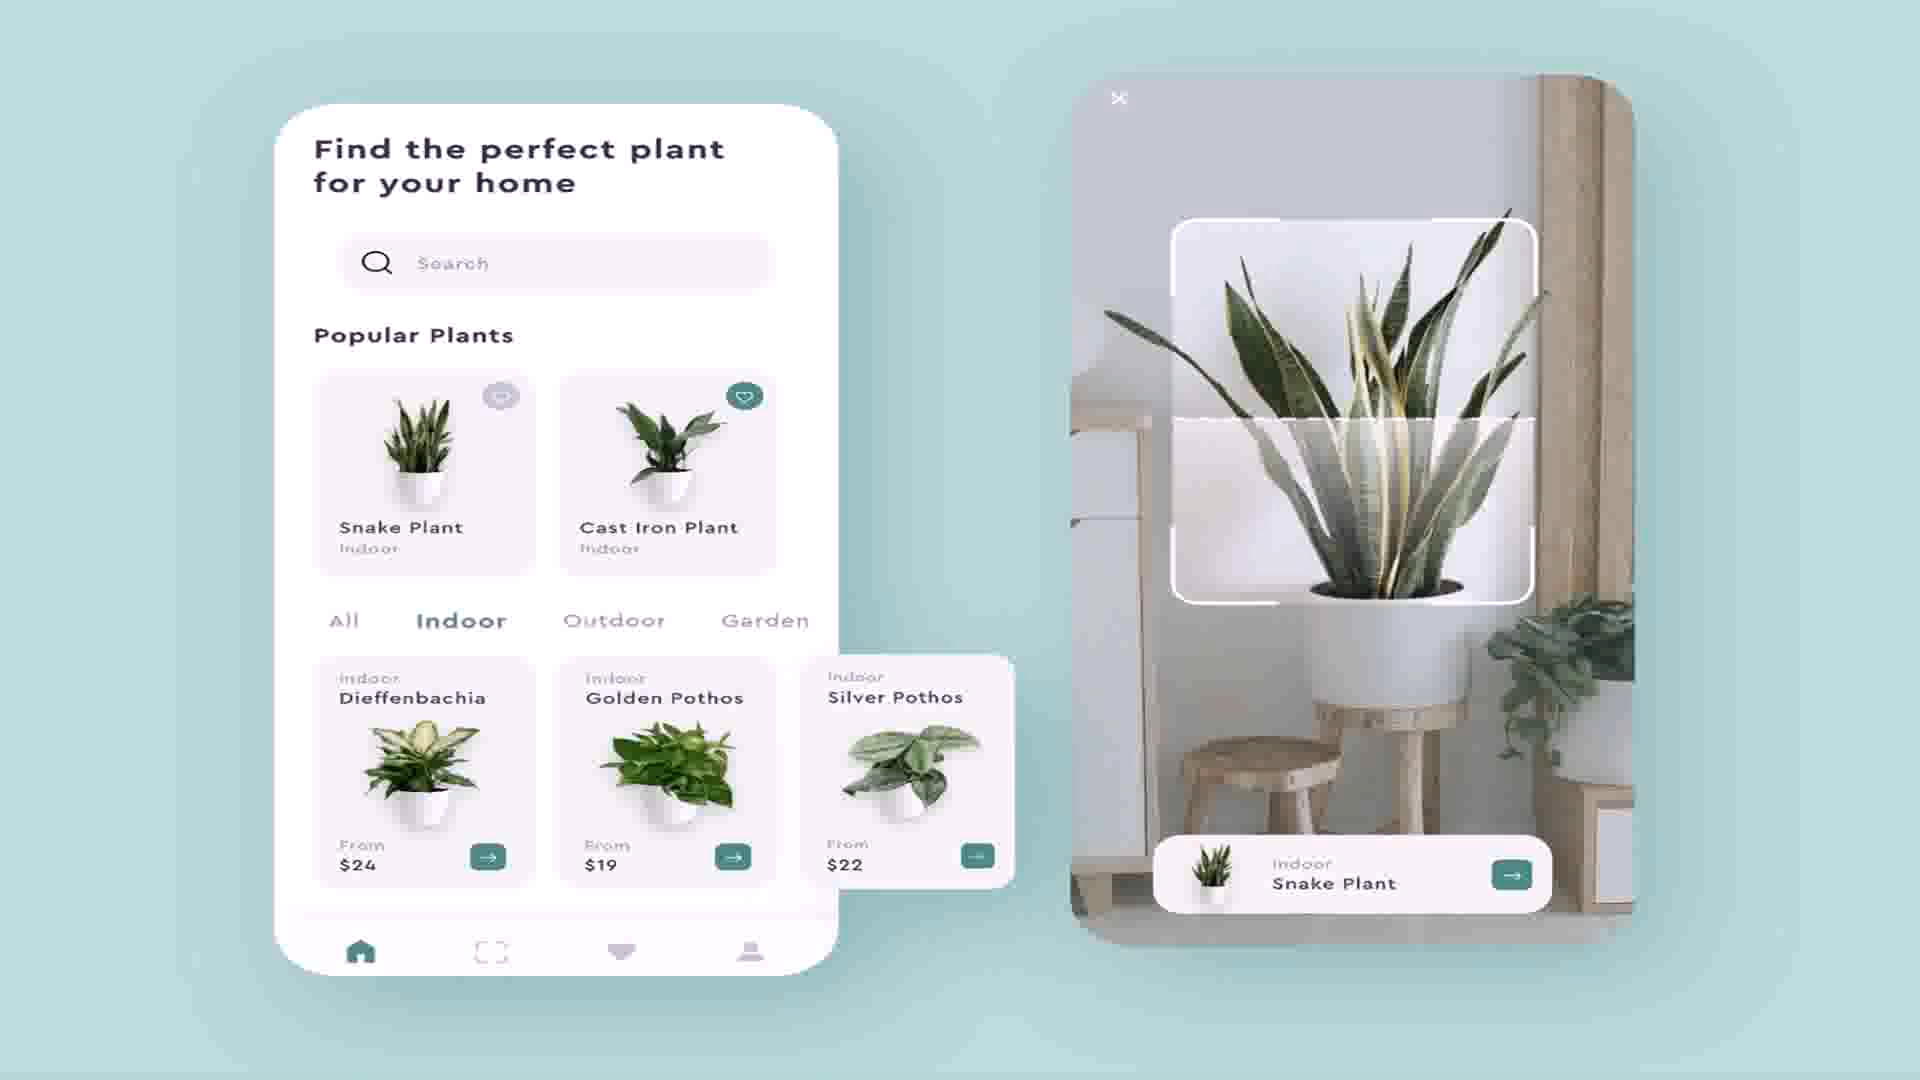 Find the perfect plant
for your home
Search
Popular Plants
Snake Plant
Indoor
Cast Iron Plant
Indoor
All Indoor Outdoor Garden
Indoor
Dieffenbachia
From
$24
Indoor
Golden Pothos
From
$19
Indoor
Silver Pothos
From
$22
Indoor
Snake Plant